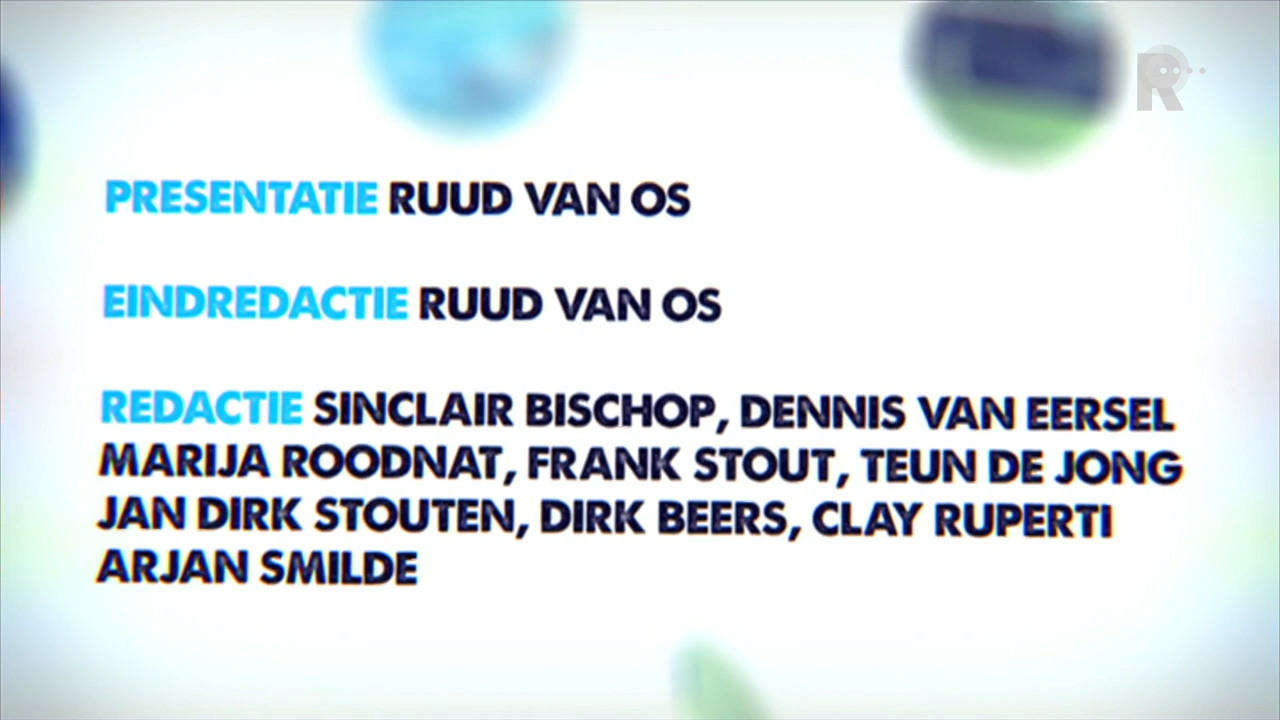 R
PRESENTATIE RUUD VAN OS
EINDREDACTIE RUUD VAN OS
REDACTIE SINCLAIR BISCHOP, DENNIS VAN EERSEL
MARIJA ROODNAT, FRANK STOUT, TEUN DE JONG
JAN DIRK STOUTEN, DIRK BEERS, CLAY RUPERTI
ARJAN SMILDE